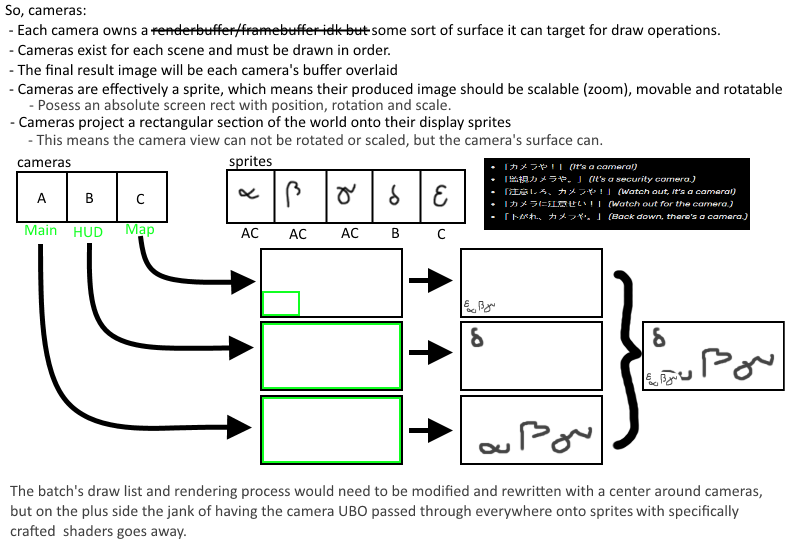 So, cameras:
- Each camera owns a renderbuffer/framebuffer idk but some sort of surface it can target for draw operations.
- Cameras exist for each scene and must be drawn in order.
- The final result image will be each camera's buffer overlaid
- Cameras are effectively a sprite, which means their produced image should be scalable (zoom), movable and rotatable
- Posess an absolute screen rect with position, rotation and scale.
- Cameras project a rectangular section of the world onto their display sprites
- This means the camera view can not be rotated or scaled, but the camera's surface can.
cameras
A B C
Main HUD Map
sprites
α β γ δ ε
AC AC AC B C
• 「カメラや！」 (It's a camera!)
• 「監視カメラや。」 (It's a security camera.)
• 「注意しろ、カメラや！」 (Watch out, it's a camera!)
• 「カメラに注意せい！」 (Watch out for the camera.)
• 「下がれ、カメラや。」 (Back down, there's a camera.)
ε α β γ
δ
α β γ
δ
ε α β γ β γ
The batch's draw list and rendering process would need to be modified and rewritten with a center around cameras,
but on the plus side the jank of having the camera UBO passed through everywhere onto sprites with specifically
crafted shaders goes away.